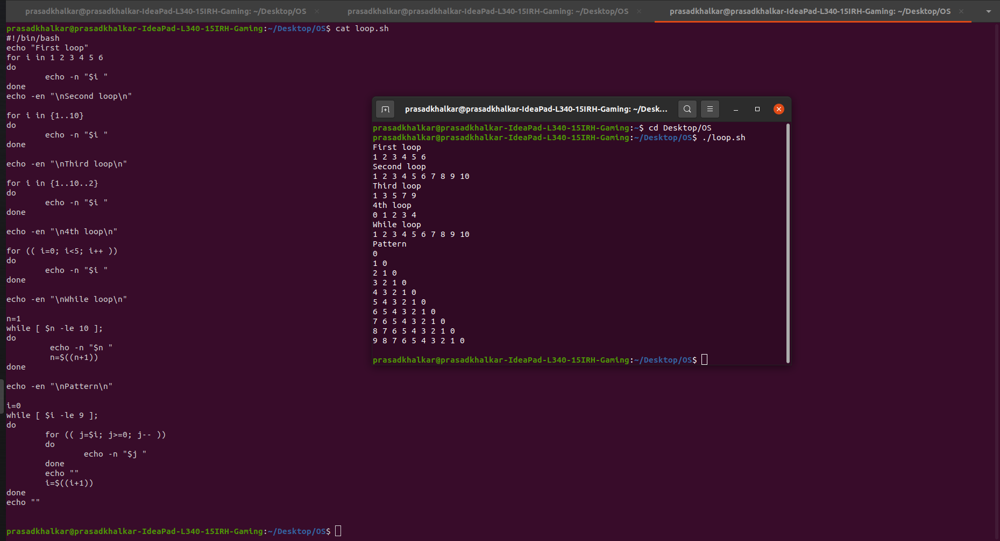 prasadkhalkar@prasadkhalkar-IdeaPad-L340-15IRH-Gaming: ~/Desktop/OS
prasadkhalkar@prasadkhalkar-IdeaPad-L340-15IRH-Gaming: ~/Desktop/OS
prasadkhalkar@prasadkhalkar-IdeaPad-L340-15IRH-Gaming: ~/Desktop/OS
prasadkhalkar@prasadkhalkar-IdeaPad-L340-15IRH-Gaming:~/Desktop/OS$ cat loop.sh
#!/bin/bash
echo "First loop"
for i in 1 2 3 4 5 6
do
        echo -n "$i "
done
echo -en "\nSecond loop\n"

for i in {1..10}
do
        echo -n "$i "
done

echo -en "\nThird loop\n"

for i in {1..10..2}
do
        echo -n "$i "
done

echo -en "\n4th loop\n"

for (( i=0; i<5; i++ ))
do
        echo -n "$i "
done

echo -en "\nWhile loop\n"

n=1
while [ $n -le 10 ];
do
         echo -n "$n "
         n=$((n+1))
done

echo -en "\nPattern\n"

i=0
while [ $i -le 9 ];
do
        for (( j=$i; j>=0; j-- ))
        do
                echo -n "$j "
        done
        echo ""
        i=$((i+1))
done
echo ""

prasadkhalkar@prasadkhalkar-IdeaPad-L340-15IRH-Gaming:~/Desktop/OS$
prasadkhalkar@prasadkhalkar-IdeaPad-L340-15IRH-Gaming: ~/Desk...
prasadkhalkar@prasadkhalkar-IdeaPad-L340-15IRH-Gaming:~$ cd Desktop/OS
prasadkhalkar@prasadkhalkar-IdeaPad-L340-15IRH-Gaming:~/Desktop/OS$ ./loop.sh
First loop
1 2 3 4 5 6
Second loop
1 2 3 4 5 6 7 8 9 10
Third loop
1 3 5 7 9
4th loop
0 1 2 3 4
While loop
1 2 3 4 5 6 7 8 9 10
Pattern
0
1 0
2 1 0
3 2 1 0
4 3 2 1 0
5 4 3 2 1 0
6 5 4 3 2 1 0
7 6 5 4 3 2 1 0
8 7 6 5 4 3 2 1 0
9 8 7 6 5 4 3 2 1 0

prasadkhalkar@prasadkhalkar-IdeaPad-L340-15IRH-Gaming:~/Desktop/OS$